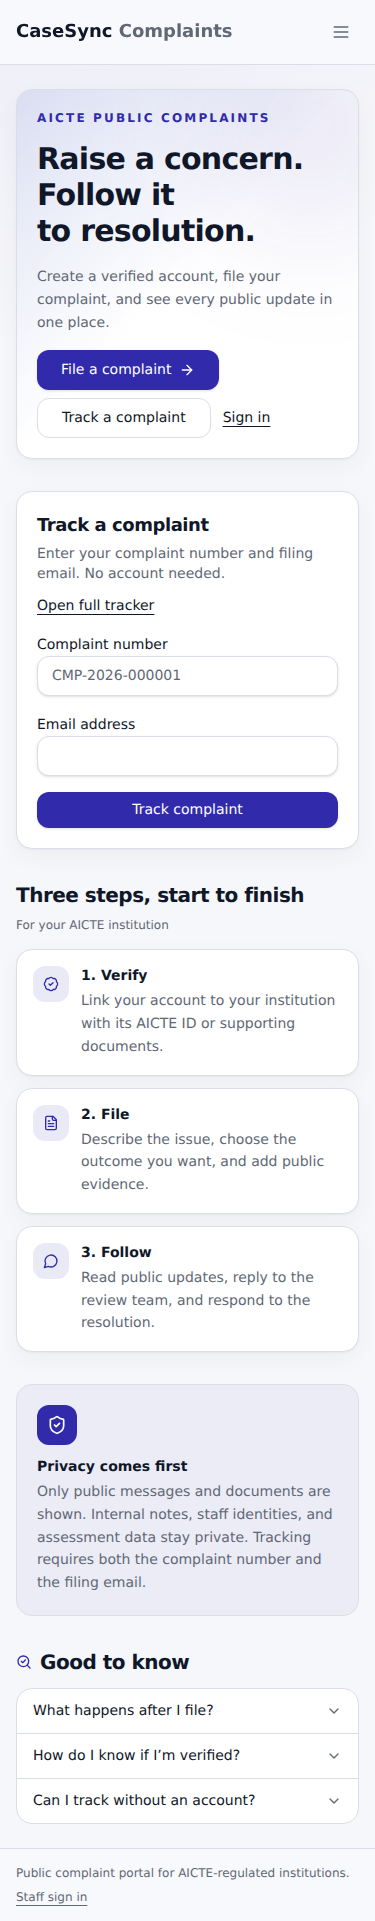 CaseSync Complaints
AICTE PUBLIC COMPLAINTS
Raise a concern.
Follow it
to resolution.
Create a verified account, file your
complaint, and see every public update in
one place.
File a complaint →
Track a complaint
Sign in
Track a complaint
Enter your complaint number and filing
email. No account needed.
Open full tracker
Complaint number
CMP-2026-000001
Email address
Track complaint
Three steps, start to finish
For your AICTE institution
1. Verify
Link your account to your institution
with its AICTE ID or supporting
documents.
2. File
Describe the issue, choose the
outcome you want, and add public
evidence.
3. Follow
Read public updates, reply to the
review team, and respond to the
resolution.
Privacy comes first
Only public messages and documents are
shown. Internal notes, staff identities, and
assessment data stay private. Tracking
requires both the complaint number and
the filing email.
Good to know
What happens after I file?
How do I know if I’m verified?
Can I track without an account?
Public complaint portal for AICTE-regulated institutions.
Staff sign in